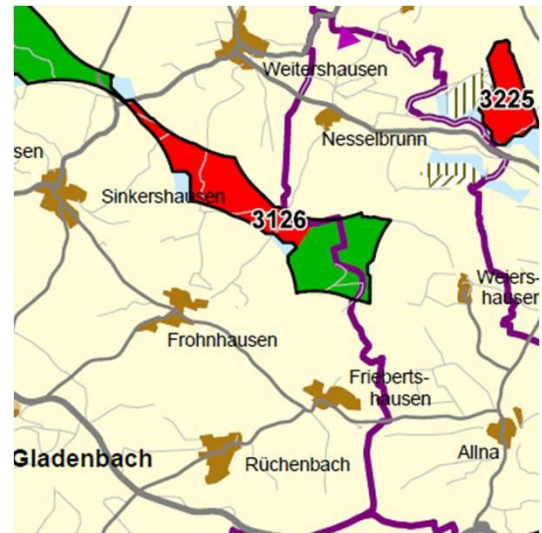 Weitershausen
3225
Nesselbrunn
sen
Sinkershausen
3126
Weiers-
hausen
Frohnhausen
Frieberts-
hausen
Gladenbach
Rüchenbach
Allna